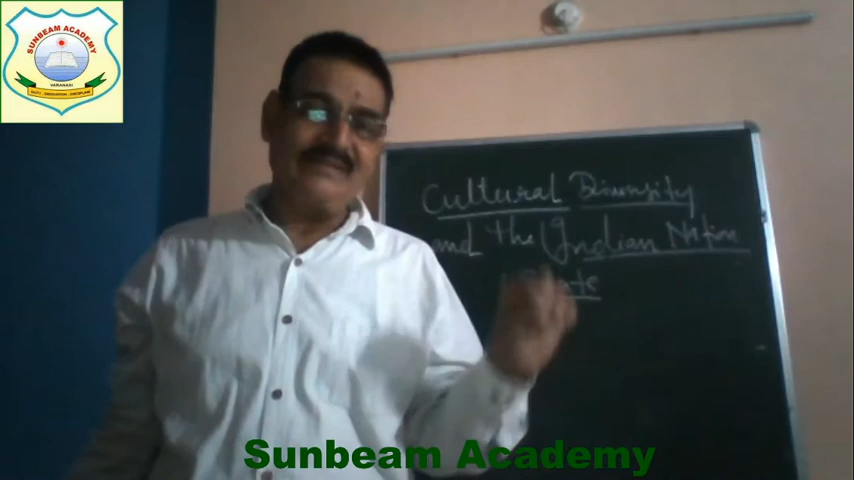 SUNBEAM ACADEMY
VARANASI
Cultural Diversity
and the Indian Nation
Sunbeam Academy